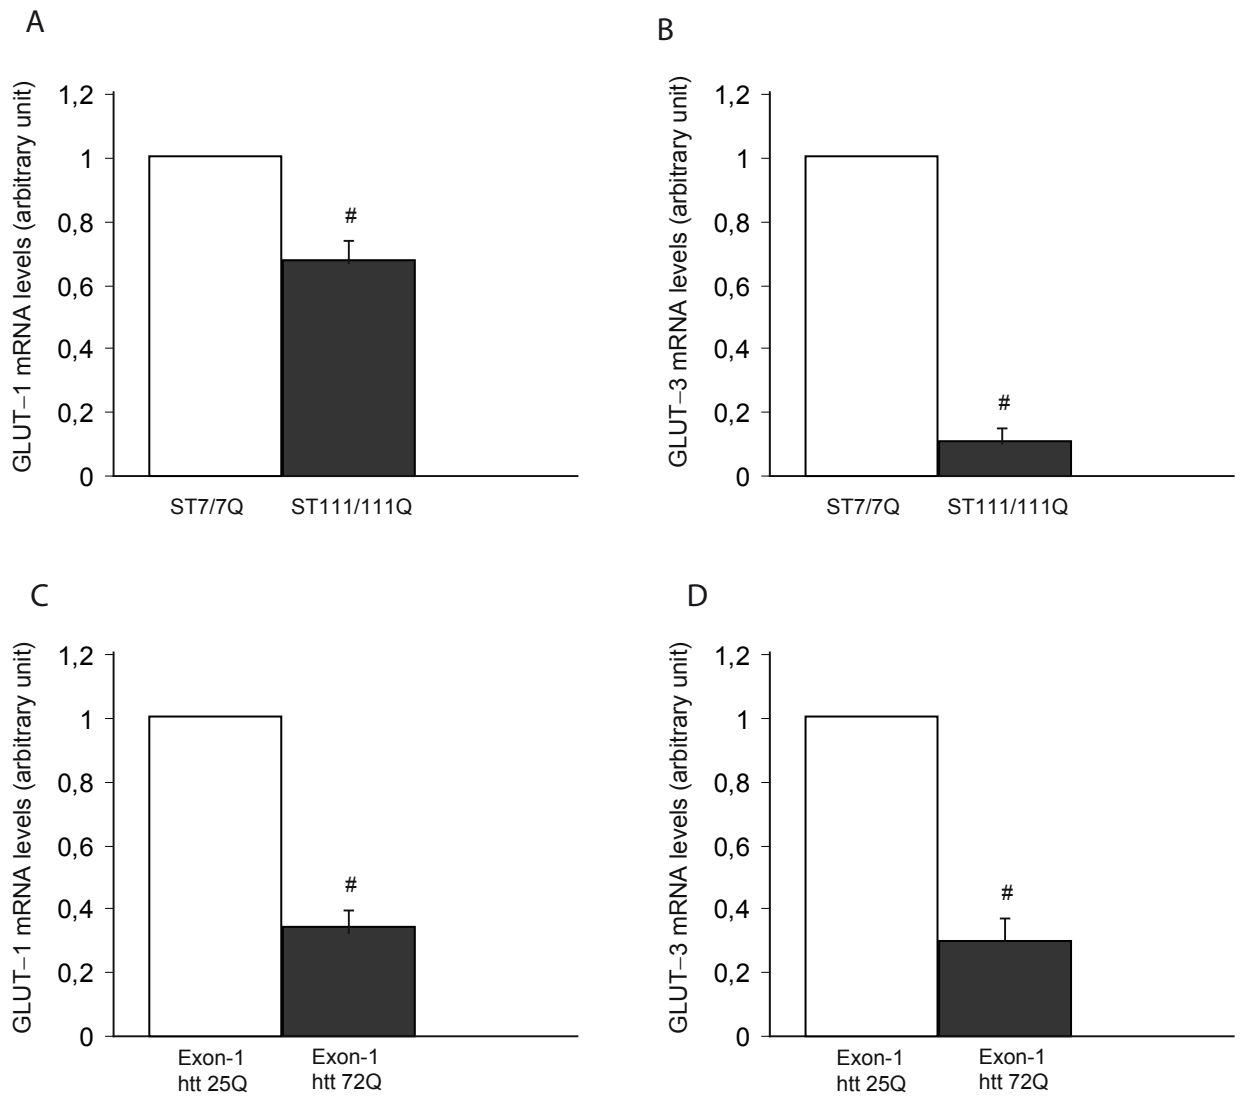 A
GLUT–1 mRNA levels (arbitrary unit)
1,2
1
0,8
0,6
0,4
0,2
0
#
ST7/7Q ST111/111Q
B
GLUT–3 mRNA levels (arbitrary unit)
1,2
1
0,8
0,6
0,4
0,2
0
#
ST7/7Q ST111/111Q
C
GLUT–1 mRNA levels (arbitrary unit)
1,2
1
0,8
0,6
0,4
0,2
0
#
Exon-1 Exon-1
htt 25Q htt 72Q
D
GLUT–3 mRNA levels (arbitrary unit)
1,2
1
0,8
0,6
0,4
0,2
0
#
Exon-1 Exon-1
htt 25Q htt 72Q